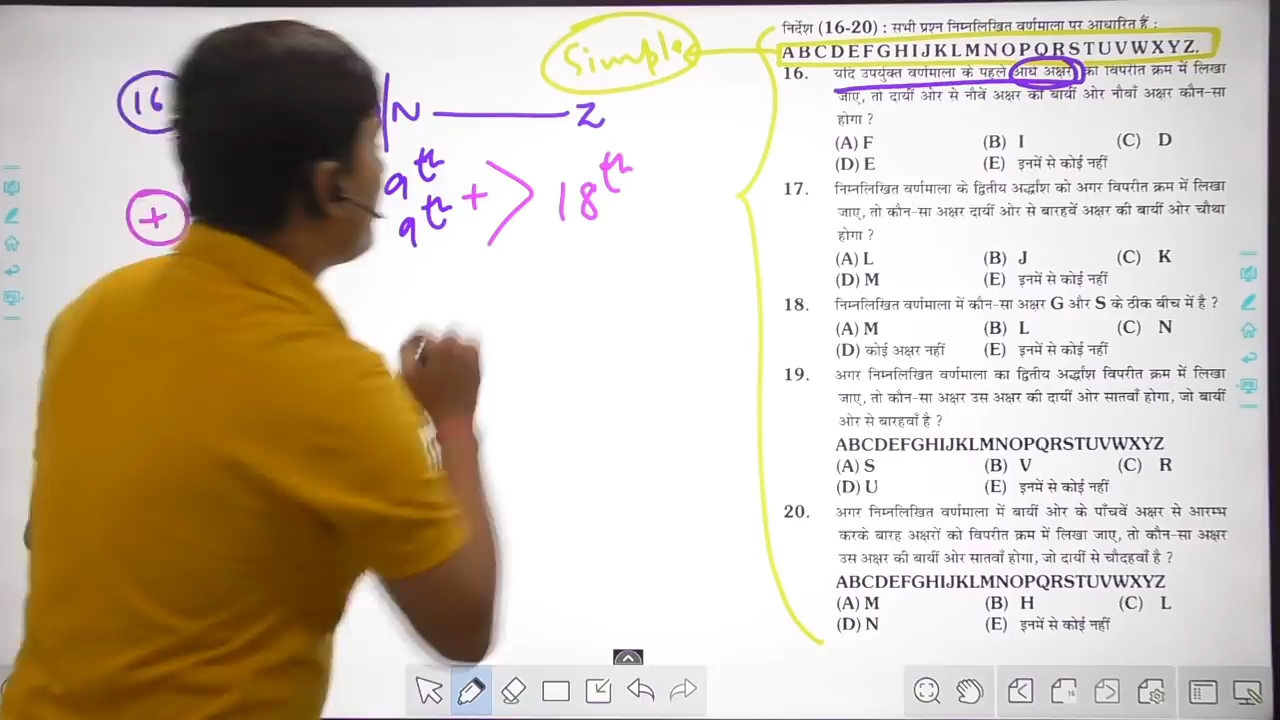 Simple
16
N Z
9th
9th + 18th
+
निर्देश (16-20) : सभी प्रश्न निम्नलिखित वर्णमाला पर आधारित हैं :
A B C D E F G H I J K L M N O P Q R S T U V W X Y Z.
16. यदि उपर्युक्त वर्णमाला के पहले आधे अक्षर को विपरीत क्रम में लिखा
जाए, तो दायीं ओर से नौवें अक्षर की बायीं ओर नौवाँ अक्षर कौन-सा
होगा ?
(A) F (B) I (C) D
(D) E (E) इनमें से कोई नहीं
17. निम्नलिखित वर्णमाला के द्वितीय अर्द्धांश को अगर विपरीत क्रम में लिखा
जाए, तो कौन-सा अक्षर दायीं ओर से बारहवें अक्षर की बायीं ओर चौथा
होगा ?
(A) L (B) J (C) K
(D) M (E) इनमें से कोई नहीं
18. निम्नलिखित वर्णमाला में कौन-सा अक्षर G और S के ठीक बीच में है ?
(A) M (B) L (C) N
(D) कोई अक्षर नहीं (E) इनमें से कोई नहीं
19. अगर निम्नलिखित वर्णमाला का द्वितीय अर्द्धांश विपरीत क्रम में लिखा
जाए, तो कौन-सा अक्षर उस अक्षर की दायीं ओर सातवाँ होगा, जो बायीं
ओर से बारहवाँ है ?
ABCDEFGHIJKLMNOPQRSTUVWXYZ
(A) S (B) V (C) R
(D) U (E) इनमें से कोई नहीं
20. अगर निम्नलिखित वर्णमाला में बायीं ओर के पाँचवें अक्षर से आरम्भ
करके बारह अक्षरों को विपरीत क्रम में लिखा जाए, तो कौन-सा अक्षर
उस अक्षर की बायीं ओर सातवाँ होगा, जो दायीं से चौदहवाँ है ?
ABCDEFGHIJKLMNOPQRSTUVWXYZ
(A) M (B) H (C) L
(D) N (E) इनमें से कोई नहीं